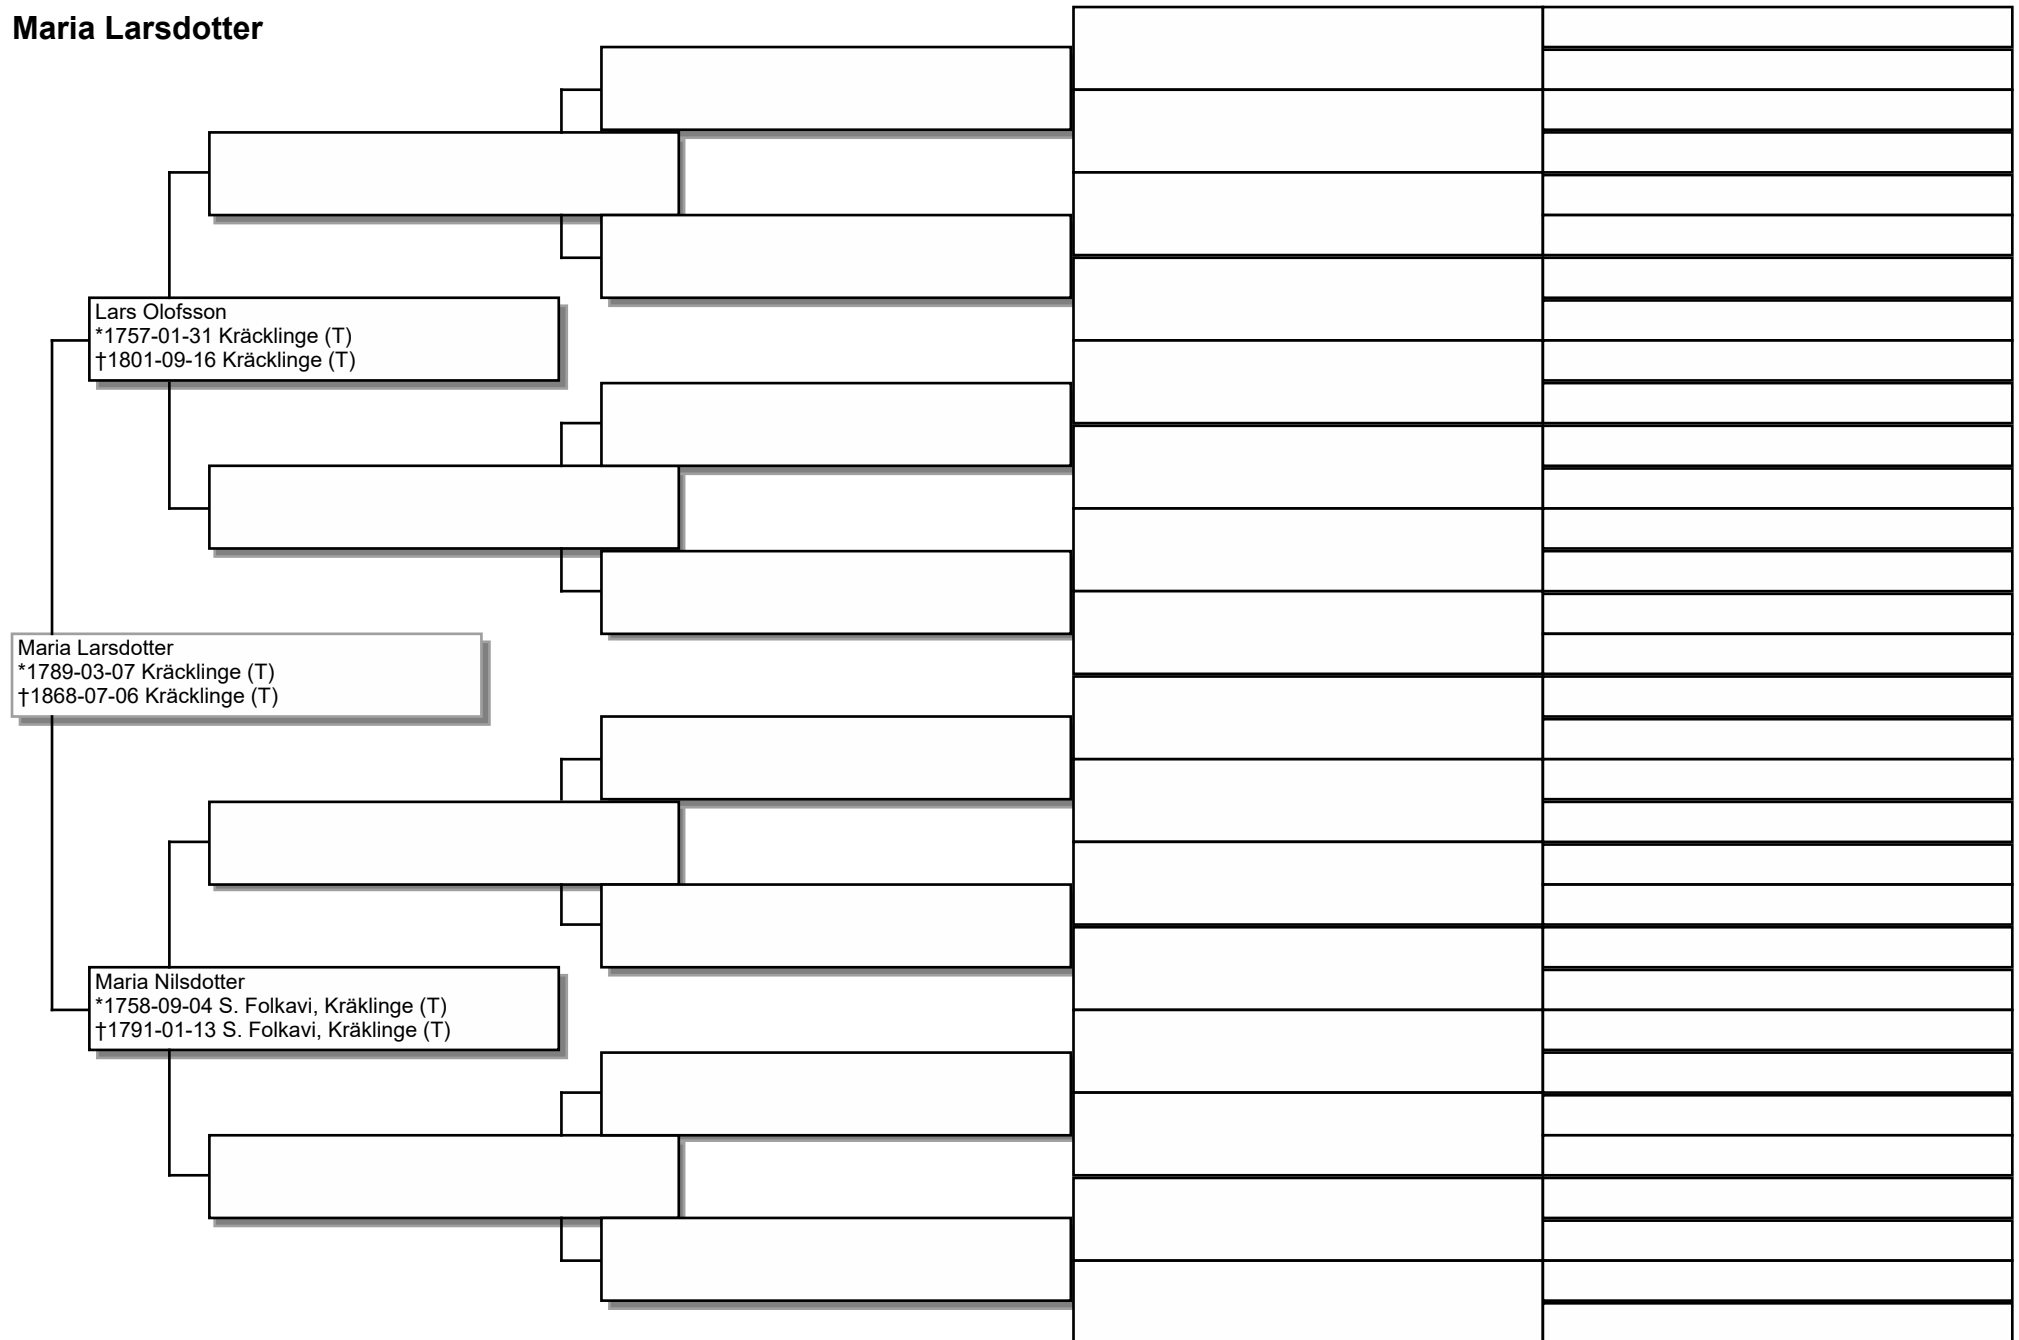 Maria Larsdotter
Lars Olofsson
*1757-01-31 Kräcklinge (T)
†1801-09-16 Kräcklinge (T)
Maria Larsdotter
*1789-03-07 Kräcklinge (T)
†1868-07-06 Kräcklinge (T)
Maria Nilsdotter
*1758-09-04 S. Folkavi, Kräklinge (T)
†1791-01-13 S. Folkavi, Kräklinge (T)